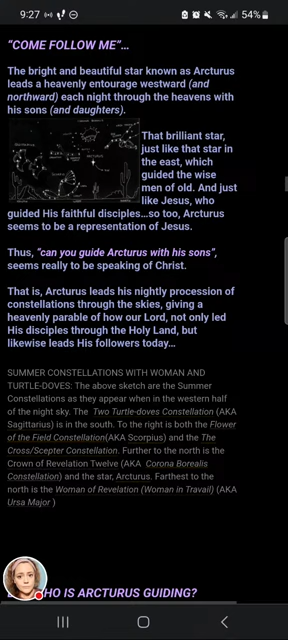 9:27
54%
“COME FOLLOW ME”…
The bright and beautiful star known as Arcturus
leads a heavenly entourage westward (and
northward) each night through the heavens with
his sons (and daughters).
That brilliant star,
just like that star in
the east, which
guided the wise
men of old. And just
like Jesus, who
guided His faithful disciples…so too, Arcturus
seems to be a representation of Jesus.
Thus, “can you guide Arcturus with his sons”,
seems really to be speaking of Christ.
That is, Arcturus leads his nightly procession of
constellations through the skies, giving a
heavenly parable of how our Lord, not only led
His disciples through the Holy Land, but
likewise leads His followers today…
SUMMER CONSTELLATIONS WITH WOMAN AND
TURTLE-DOVES: The above sketch are the Summer
Constellations as they appear when in the western half
of the night sky. The Two Turtle-doves Constellation (AKA
Sagittarius) is in the south. To the right is both the Flower
of the Field Constellation(AKA Scorpius) and the The
Cross/Scepter Constellation. Further to the north is the
Crown of Revelation Twelve (AKA Corona Borealis
Constellation) and the star, Arcturus. Farthest to the
north is the Woman of Revelation (Woman in Travail) (AKA
Ursa Major )
HO IS ARCTURUS GUIDING?